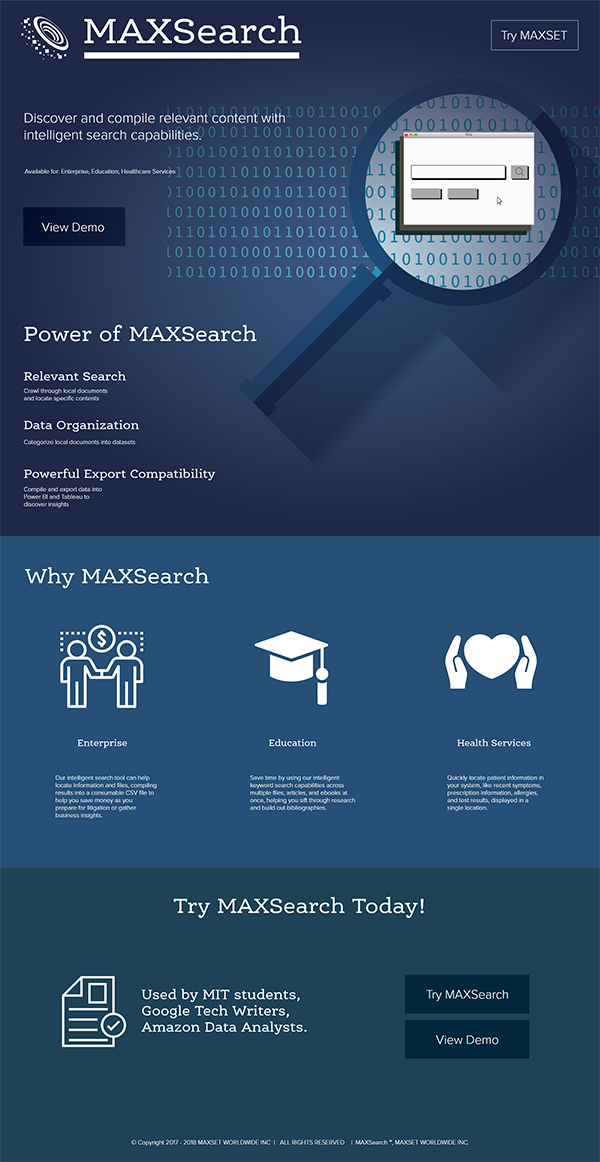 MAXSearch
Try MAXSET
Discover and compile relevant content with
intelligent search capabilities.
Available for: Enterprise, Education, Healthcare Services
View Demo
Power of MAXSearch
Relevant Search
Crawl through local documents
and locate specific contents
Data Organization
Categorize local documents into datasets
Powerful Export Compatibility
Compile and export data into
Power BI and Tableau to
discover insights
Why MAXSearch
$
Enterprise
Our intelligent search tool can help
locate information and files, compiling
results into a consumable CSV file to
help you save money as you
prepare for litigation or gather
business insights.
Education
Save time by using our intelligent
keyword search capabilities across
multiple files, articles, and ebooks at
once, helping you sift through research
and build out bibliographies.
Health Services
Quickly locate patient information in
your system, like recent symptoms,
prescription information, allergies,
and test results, displayed in a
single location.
Try MAXSearch Today!
Used by MIT students,
Google Tech Writers,
Amazon Data Analysts.
Try MAXSearch
View Demo
© Copyright 2017 - 2018 MAXSET WORLDWIDE INC | ALL RIGHTS RESERVED | MAXSearch ™, MAXSET WORLDWIDE INC.